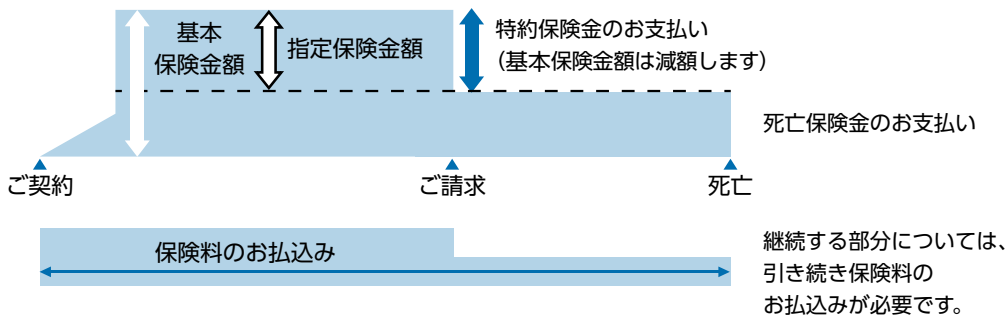 基本
保険金額
指定保険金額
特約保険金のお支払い
（基本保険金額は減額します）
死亡保険金のお支払い
ご契約
ご請求
死亡
保険料のお払込み
継続する部分については、
引き続き保険料の
お払込みが必要です。